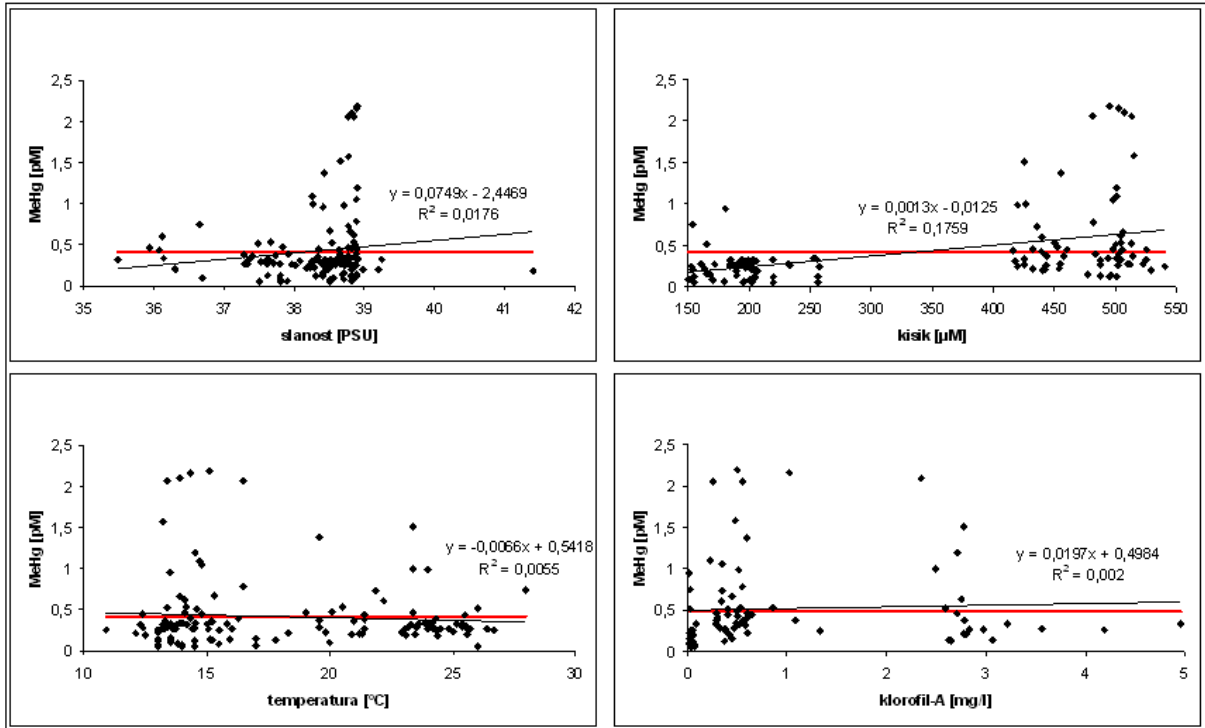 2,5
2
1,5
1
0,5
0
MeHg [pM]
y = 0,0749x - 2,4469
R² = 0,0176
35 36 37 38 39 40 41 42
slanost [PSU]
2,5
2
1,5
1
0,5
0
MeHg [pM]
y = 0,0013x - 0,0125
R² = 0,1759
150 200 250 300 350 400 450 500 550
kisik [µM]
2,5
2
1,5
1
0,5
0
MeHg [pM]
y = -0,0066x + 0,5418
R² = 0,0055
10 15 20 25 30
temperatura [°C]
2,5
2
1,5
1
0,5
0
MeHg [pM]
y = 0,0197x + 0,4984
R² = 0,002
0 1 2 3 4 5
klorofil-A [mg/l]